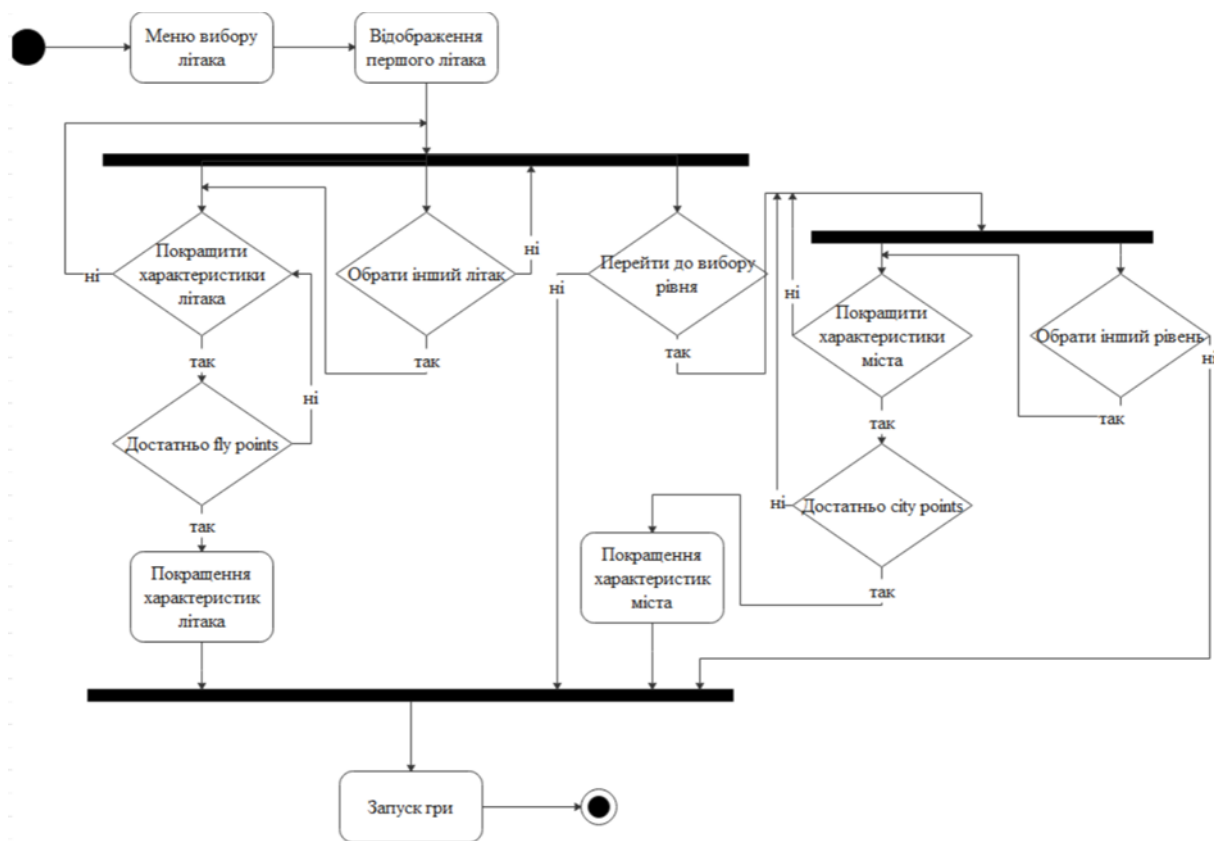 Меню вибору
літака
Відображення
першого літака
Покращити
характеристики
літака
ні
так
Обрати інший літак
ні
так
Перейти до вибору
рівня
ні
так
Покращити
характеристики
міста
ні
так
Обрати інший рівень
ні
так
Достатньо fly points
ні
так
Достатньо city points
ні
так
Покращення
характеристик
літака
Покращення
характеристик
міста
Запуск гри